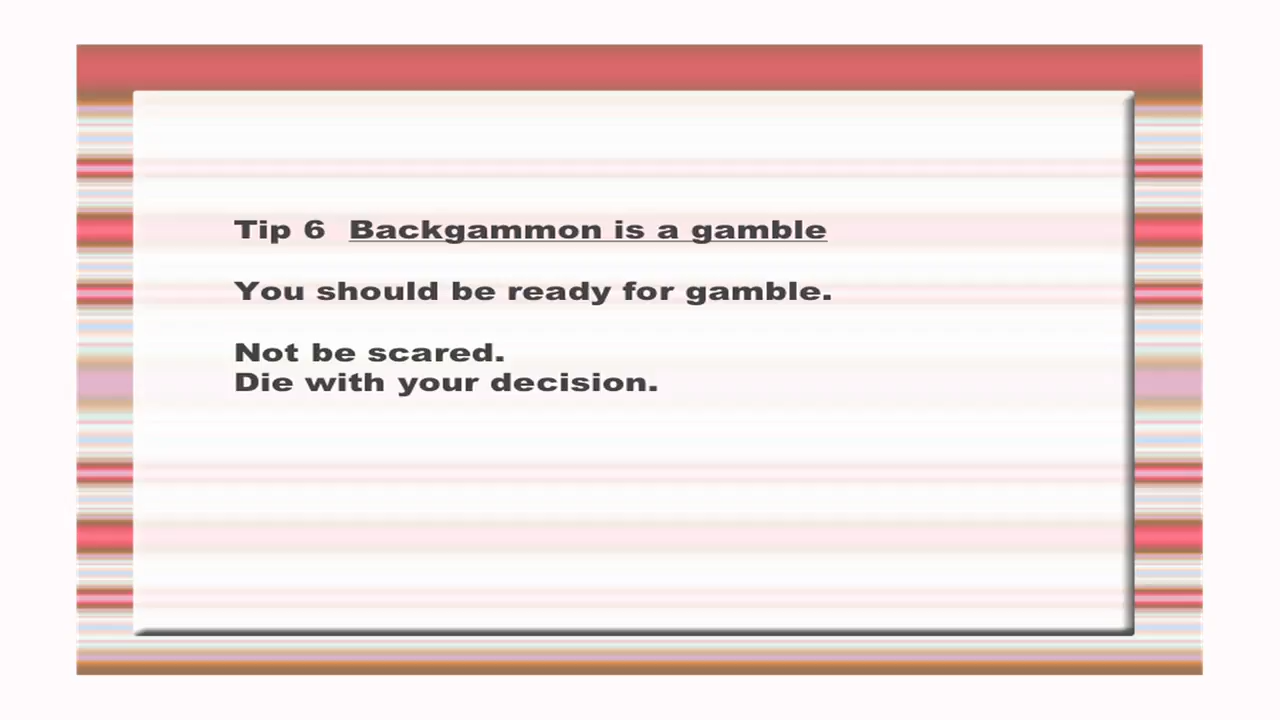 Tip 6 Backgammon is a gamble
You should be ready for gamble.
Not be scared.
Die with your decision.